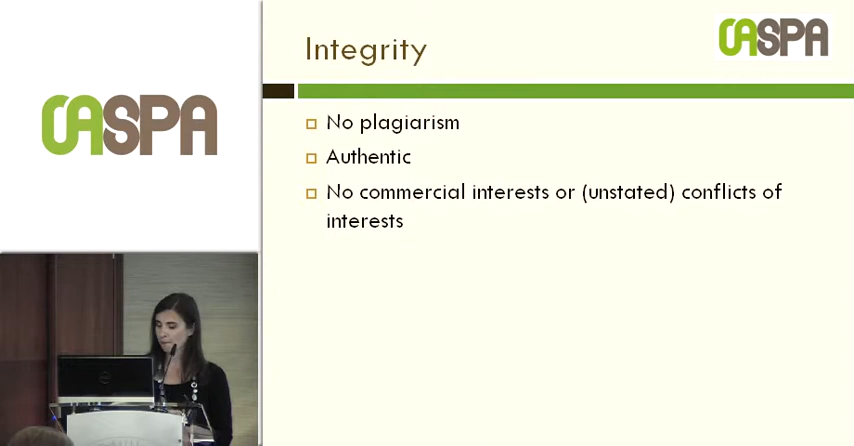 OASPA
Integrity
OASPA
No plagiarism
Authentic
No commercial interests or (unstated) conflicts of
interests